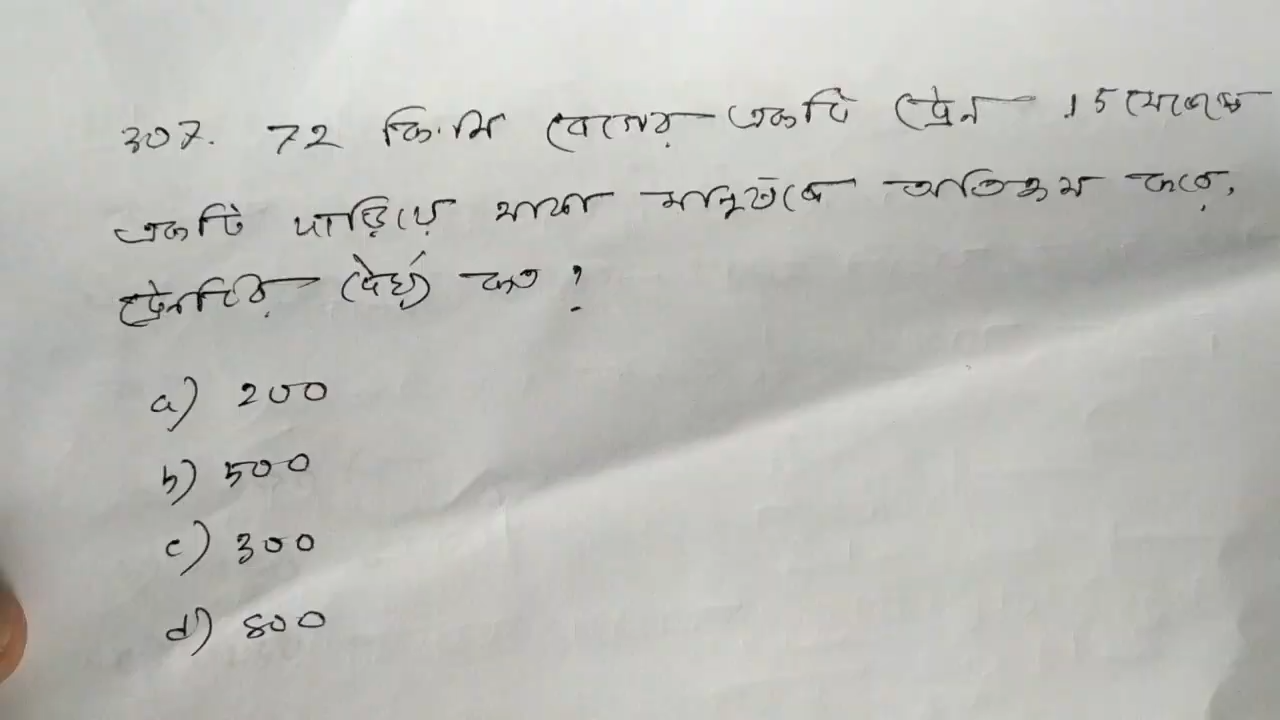 307. 72 কি.মি বেগের একটি ট্রেন 15 সেকেন্ডে
একটি দাড়িয়ে থাকা মানুষকে অতিক্রম করে,
ট্রেনটির দৈর্ঘ্য কত ?
a) 200
b) 500
c) 300
d) 800